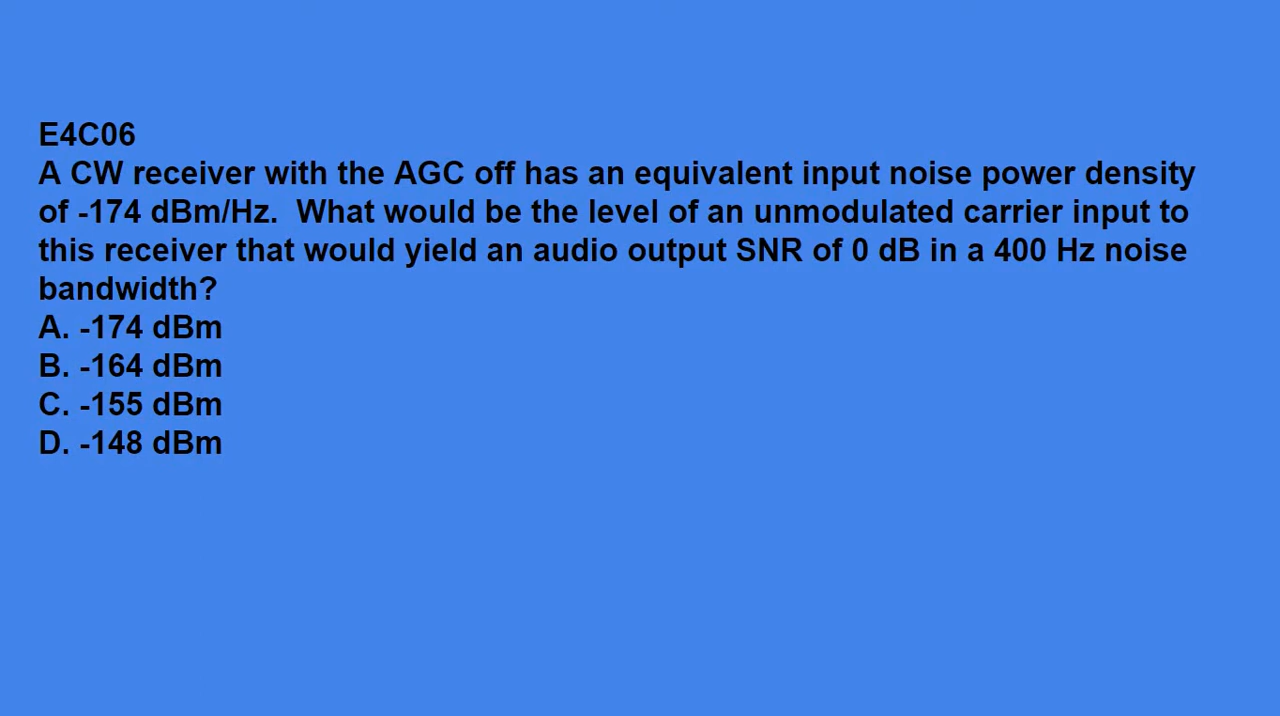 E4C06
A CW receiver with the AGC off has an equivalent input noise power density
of -174 dBm/Hz.  What would be the level of an unmodulated carrier input to
this receiver that would yield an audio output SNR of 0 dB in a 400 Hz noise
bandwidth?
A. -174 dBm
B. -164 dBm
C. -155 dBm
D. -148 dBm